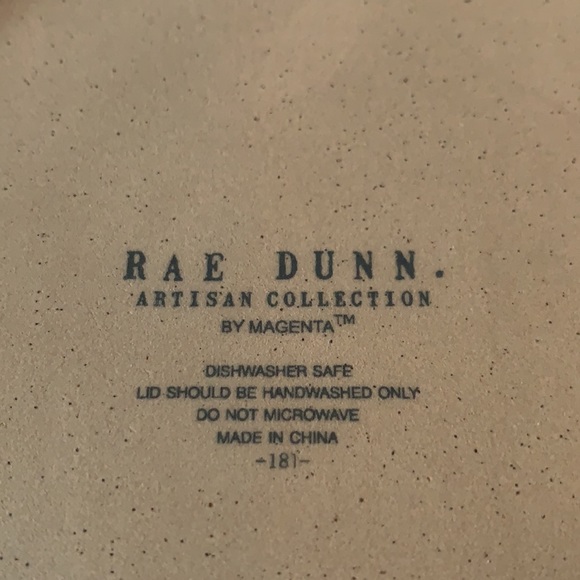 RAE DUNN.
ARTISAN COLLECTION
BY MAGENTA™
DISHWASHER SAFE
LID SHOULD BE HANDWASHED ONLY
DO NOT MICROWAVE
MADE IN CHINA
-181-